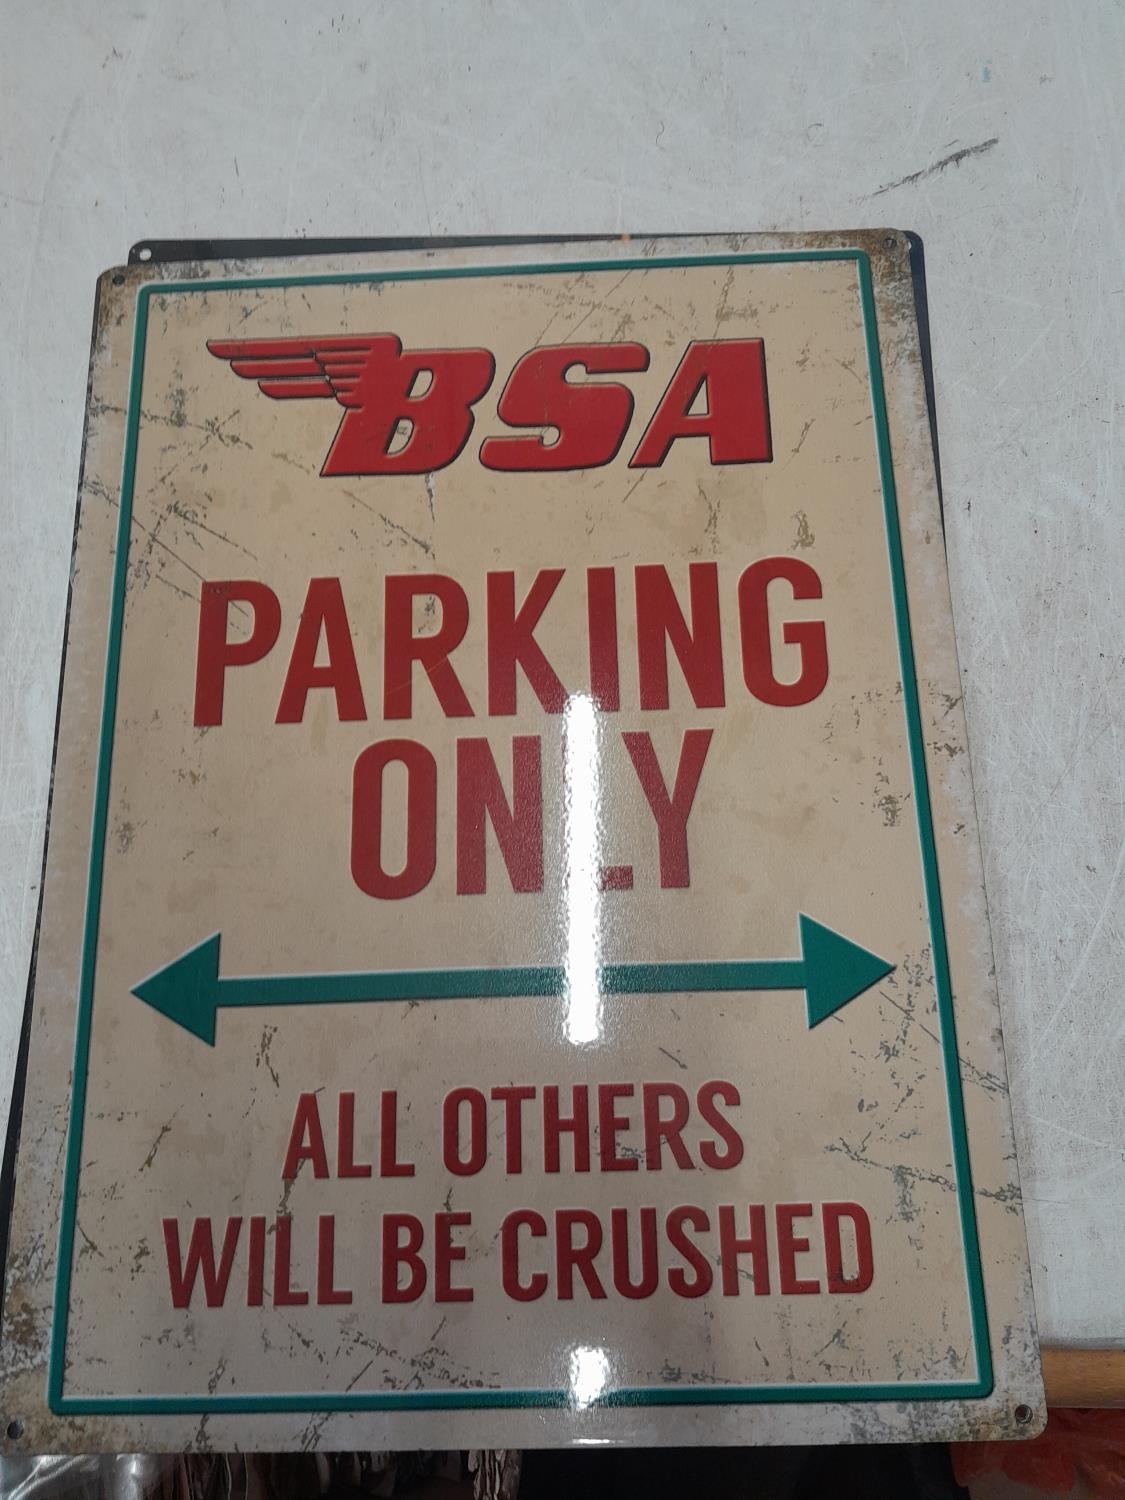 BSA
PARKING
ONLY
ALL OTHERS
WILL BE CRUSHED